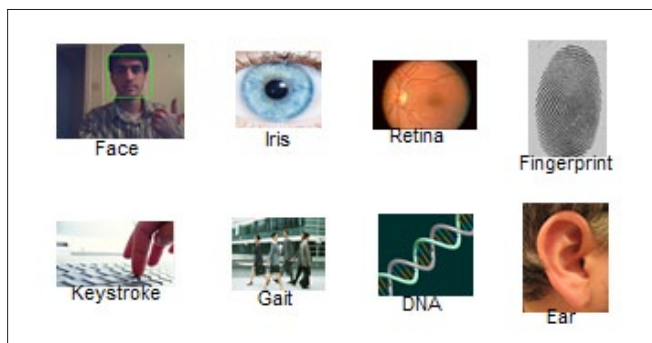 Face
Iris
Retina
Fingerprint
Keystroke
Gait
DNA
Ear